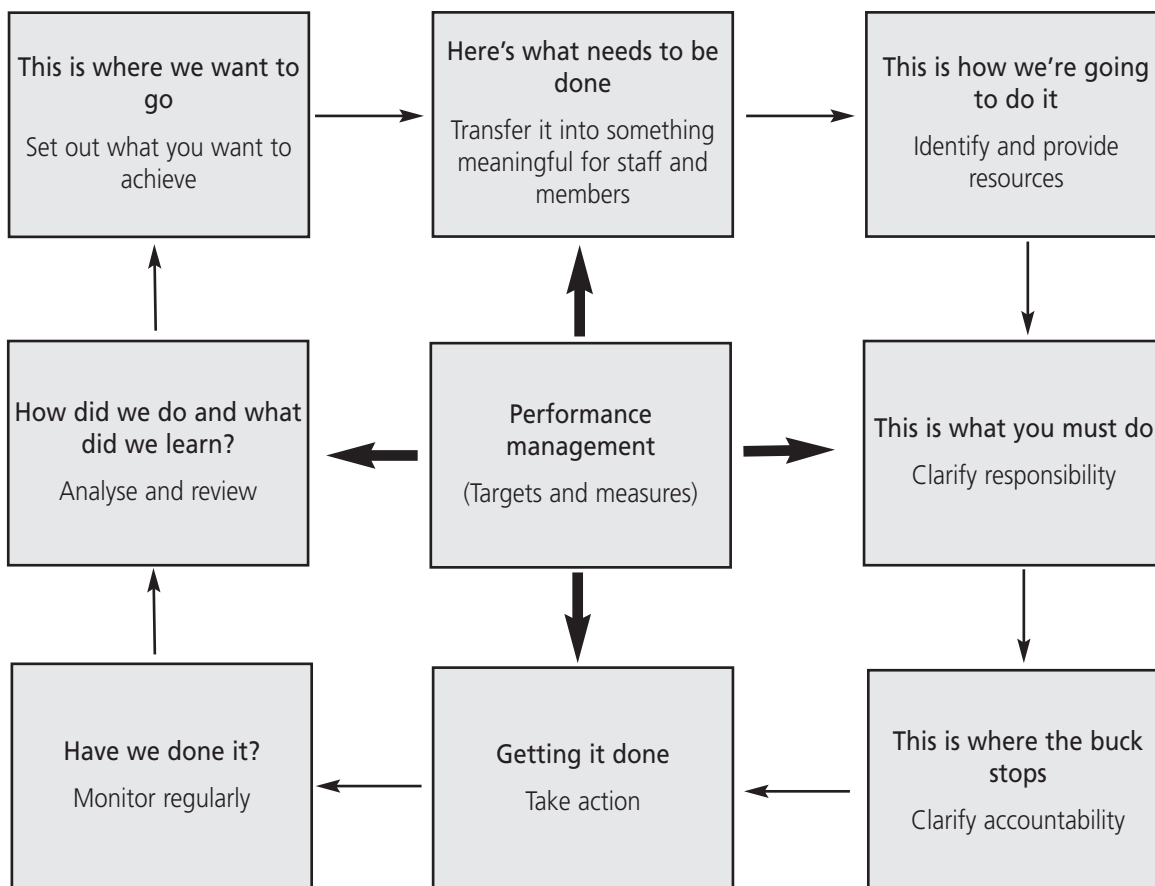 This is where we want to
go
Set out what you want to
achieve
Here's what needs to be
done
Transfer it into something
meaningful for staff and
members
This is how we're going
to do it
Identify and provide
resources
How did we do and what
did we learn?
Analyse and review
Performance
management
(Targets and measures)
This is what you must do
Clarify responsibility
Have we done it?
Monitor regularly
Getting it done
Take action
This is where the buck
stops
Clarify accountability